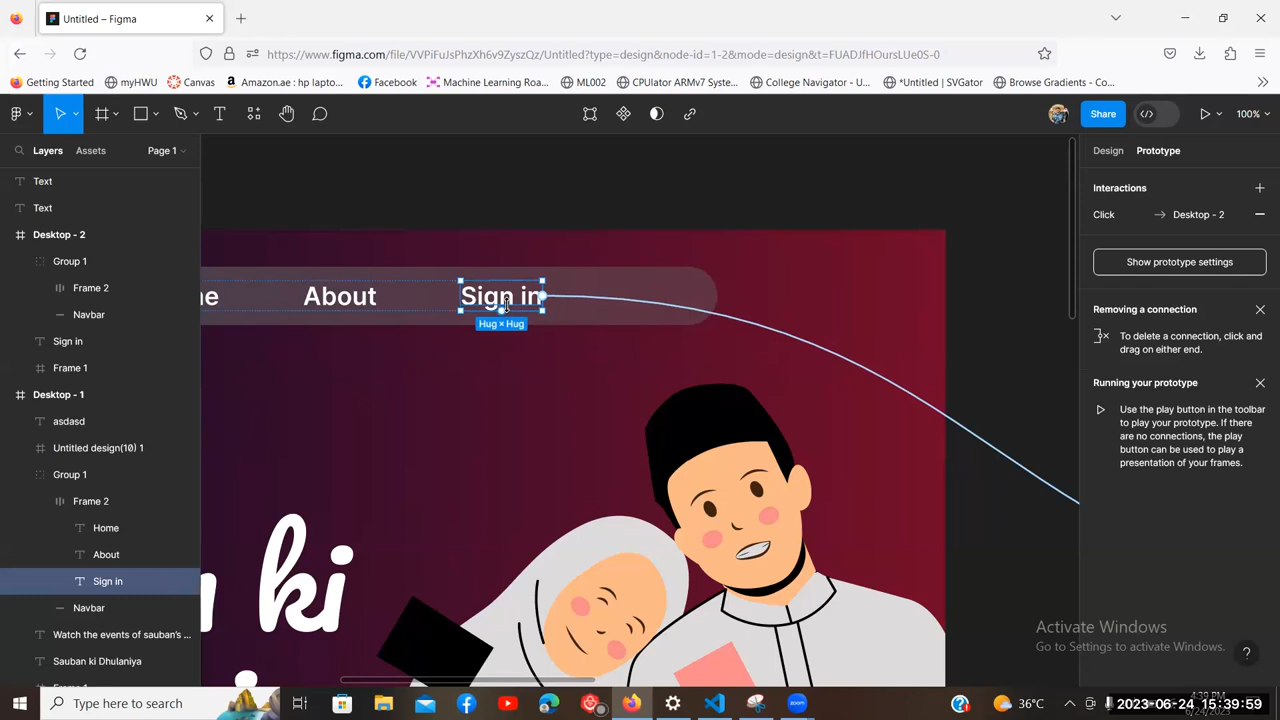 Untitled – Figma
https://www.figma.com/file/VVPiFuJsPhzXh6v9ZyszQz/Untitled?type=design&node-id=1-2&mode=design&t=FUADJfHOursLUe0S-0
Getting Started
myHWU
Canvas
Amazon.ae : hp lapto...
Facebook
Machine Learning Roa...
ML002
CPUlator ARMv7 Syst...
College Navigator - U...
*Untitled | SVGator
Browse Gradients - Co...
Share
100%
Layers
Assets
Page 1
Design
Prototype
Text
Text
Desktop - 2
Group 1
Frame 2
Navbar
Sign in
Frame 1
Desktop - 1
asdasd
Untitled design(10) 1
Group 1
Frame 2
Home
About
Sign in
Navbar
Watch the events of sauban's ...
Sauban ki Dhulaniya
About
Sign in
Hug × Hug
ki
Interactions
Click
Desktop - 2
Show prototype settings
Removing a connection
To delete a connection, click and
drag on either end.
Running your prototype
Use the play button in the toolbar
to play your prototype. If there
are no connections, the play
button can be used to play a
presentation of your frames.
Activate Windows
Go to Settings to activate Windows.
Type here to search
36°C
4:39 PM
2023-06-24 15:39:59